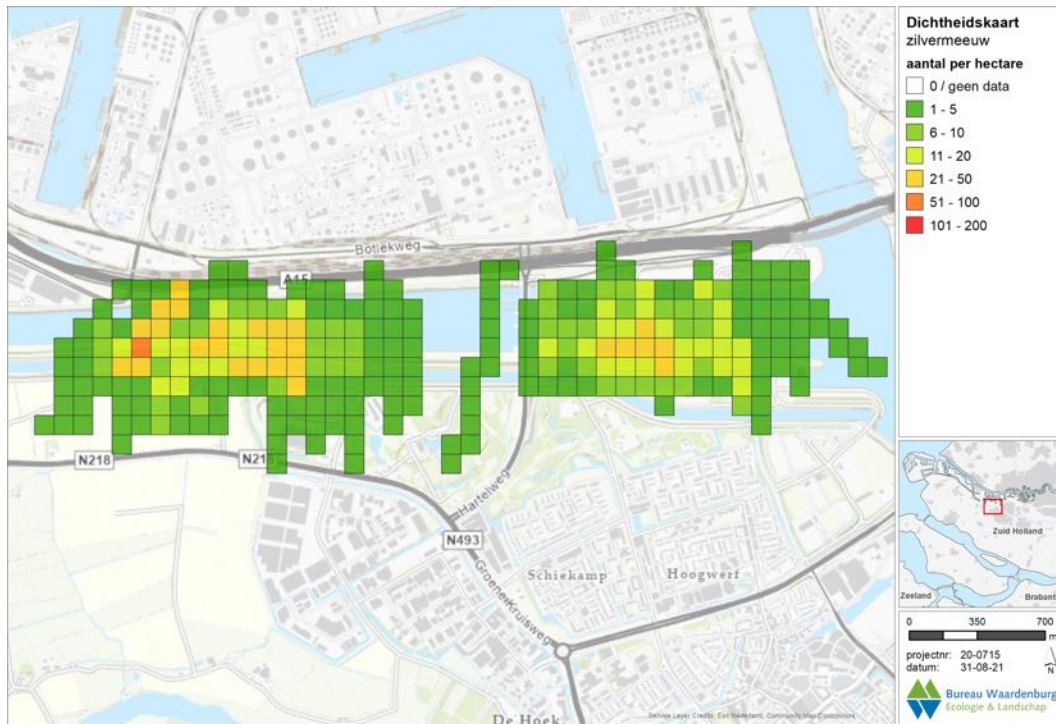 Botlekweg
A15
N218
N218
Hartelweg
N493
Groene Kruisweg
Schiekamp
Hoogwerf
De Hoek
Service Layer Credits: Esri Nederland, Community Map Contributors
Dichtheidskaart
zilvermeeuw
aantal per hectare
0 / geen data
1 - 5
6 - 10
11 - 20
21 - 50
51 - 100
101 - 200
Zuid Holland
Zeeland
Brabant
0 350 700
m
projectnr: 20-0715
datum: 31-08-21
N
Bureau Waardenburg
Ecologie & Landschap